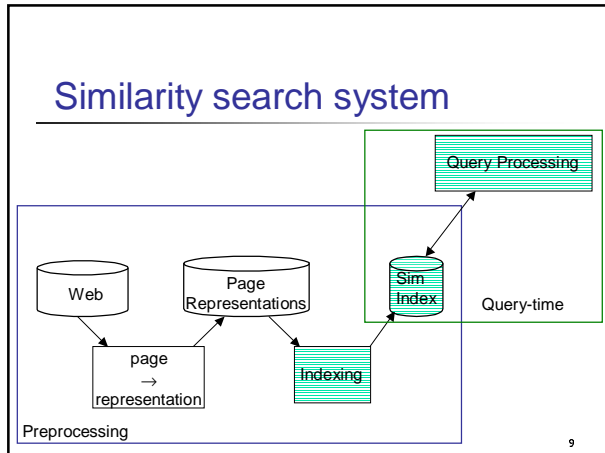 Similarity search system
Query Processing
Web
Page
Representations
Sim
Index
Query-time
page
→
representation
Indexing
Preprocessing
9